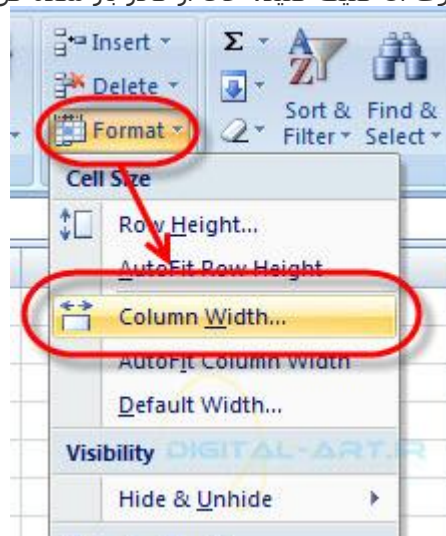 Insert
Σ
Delete
Format
Sort & Filter
Find & Select
Cell Size
Row Height...
AutoFit Row Height
Column Width...
AutoFit Column Width
Default Width...
Visibility
DIGITAL-ART.IR
Hide & Unhide